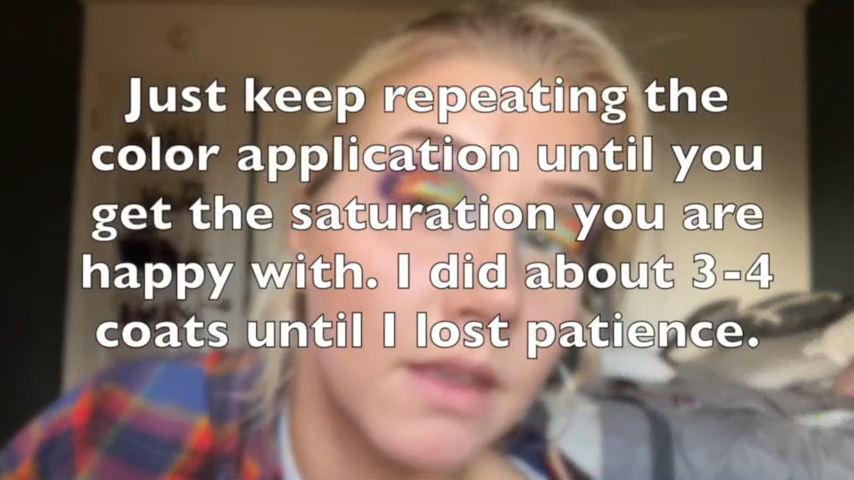 Just keep repeating the
color application until you
get the saturation you are
happy with. I did about 3-4
coats until I lost patience.